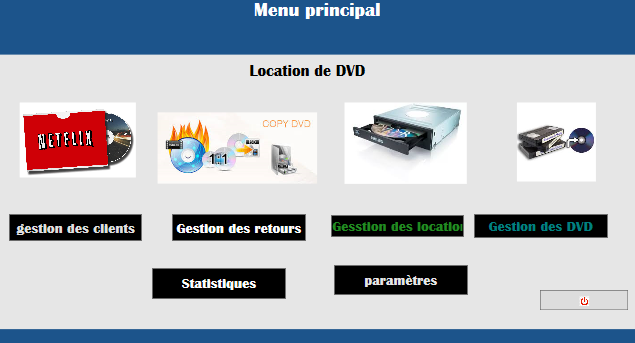 Menu principal
Location de DVD
NETFLIX
COPY DVD
1:1
gestion des clients
Gestion des retours
Gesstion des location
Gestion des DVD
Statistiques
paramètres